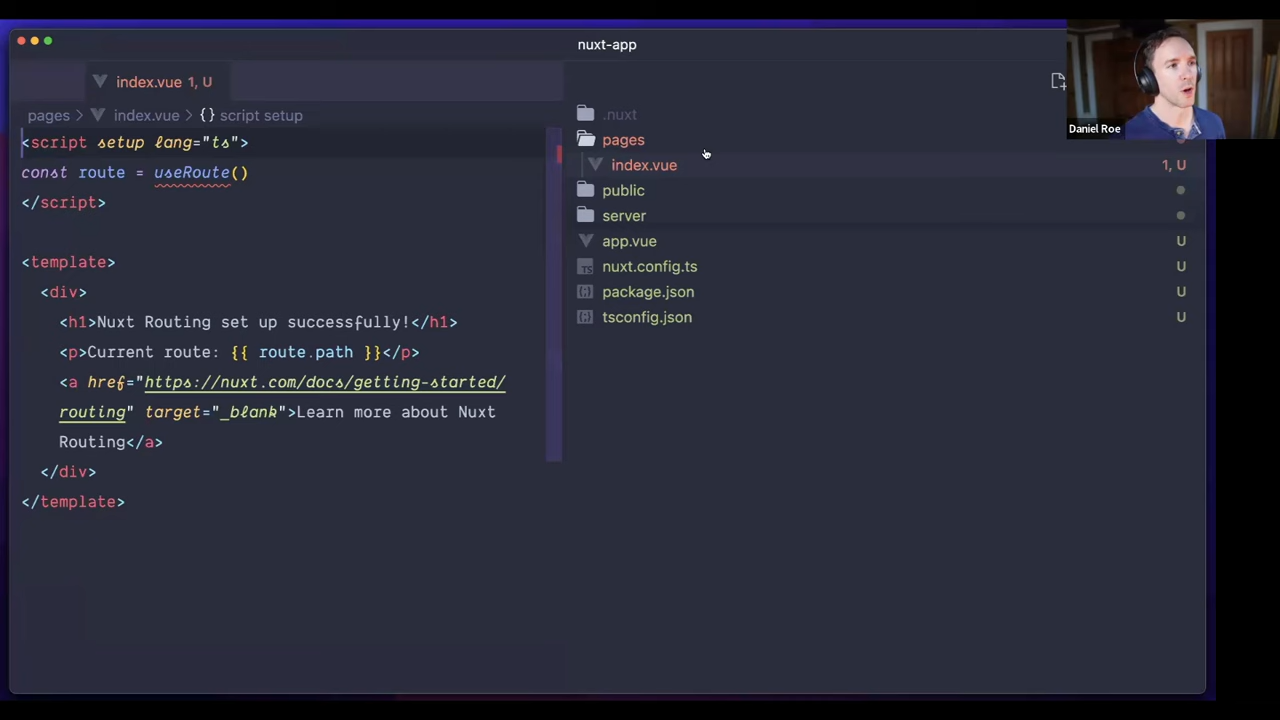 nuxt-app
index.vue 1, U
pages > index.vue > {} script setup
<script setup lang="ts">
const route = useRoute()
</script>
<template>
<div>
<h1>Nuxt Routing set up successfully!</h1>
<p>Current route: {{ route.path }}</p>
<a href="https://nuxt.com/docs/getting-started/
routing" target="_blank">Learn more about Nuxt
Routing</a>
</div>
</template>
.nuxt
pages
index.vue 1, U
public
server
app.vue U
nuxt.config.ts U
package.json U
tsconfig.json U
Daniel Roe